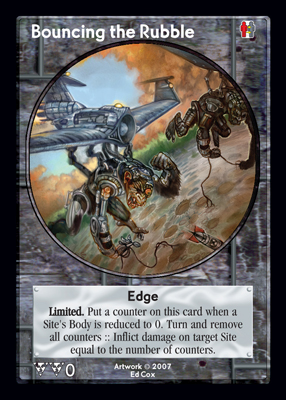 Bouncing the Rubble
Edge
Limited. Put a counter on this card when a
Site's Body is reduced to 0. Turn and remove
all counters :: Inflict damage on target Site
equal to the number of counters.
0
Artwork © 2007
Ed Cox